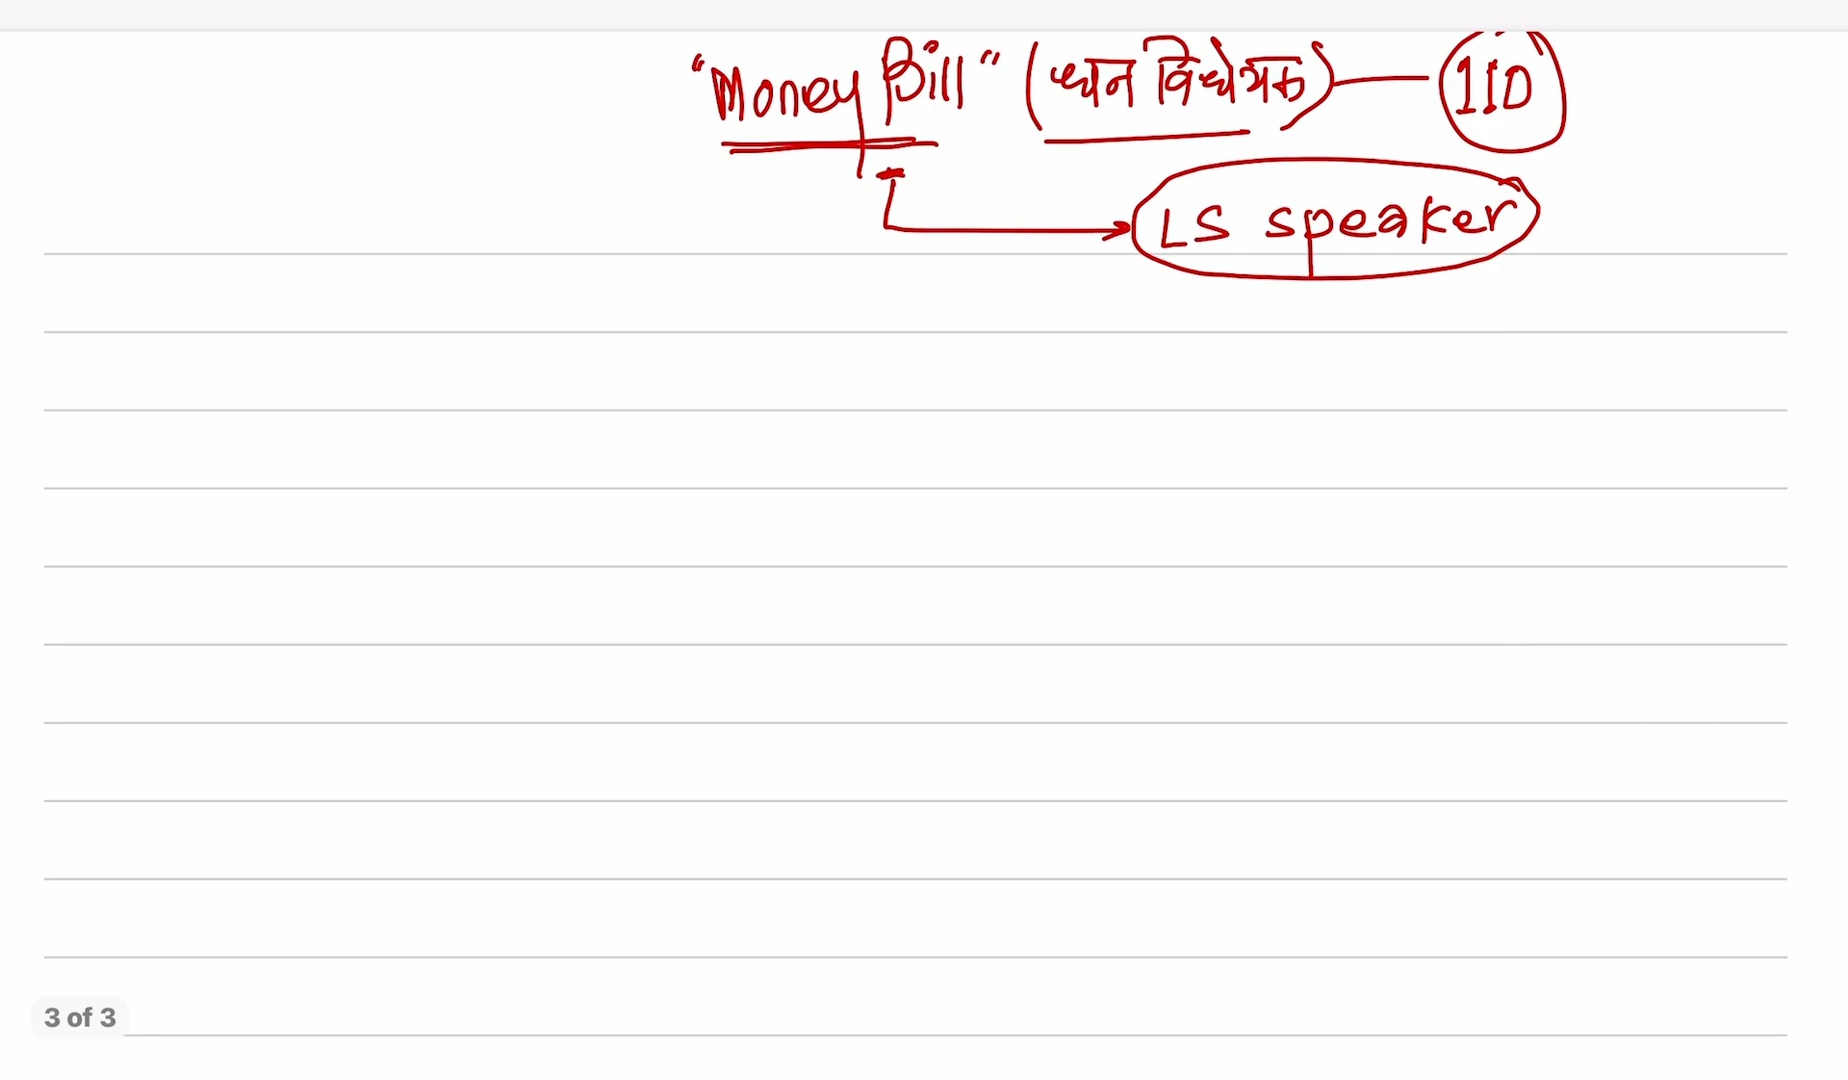 "Money Bill" (धन विधेयक) — 110
LS speaker
3 of 3